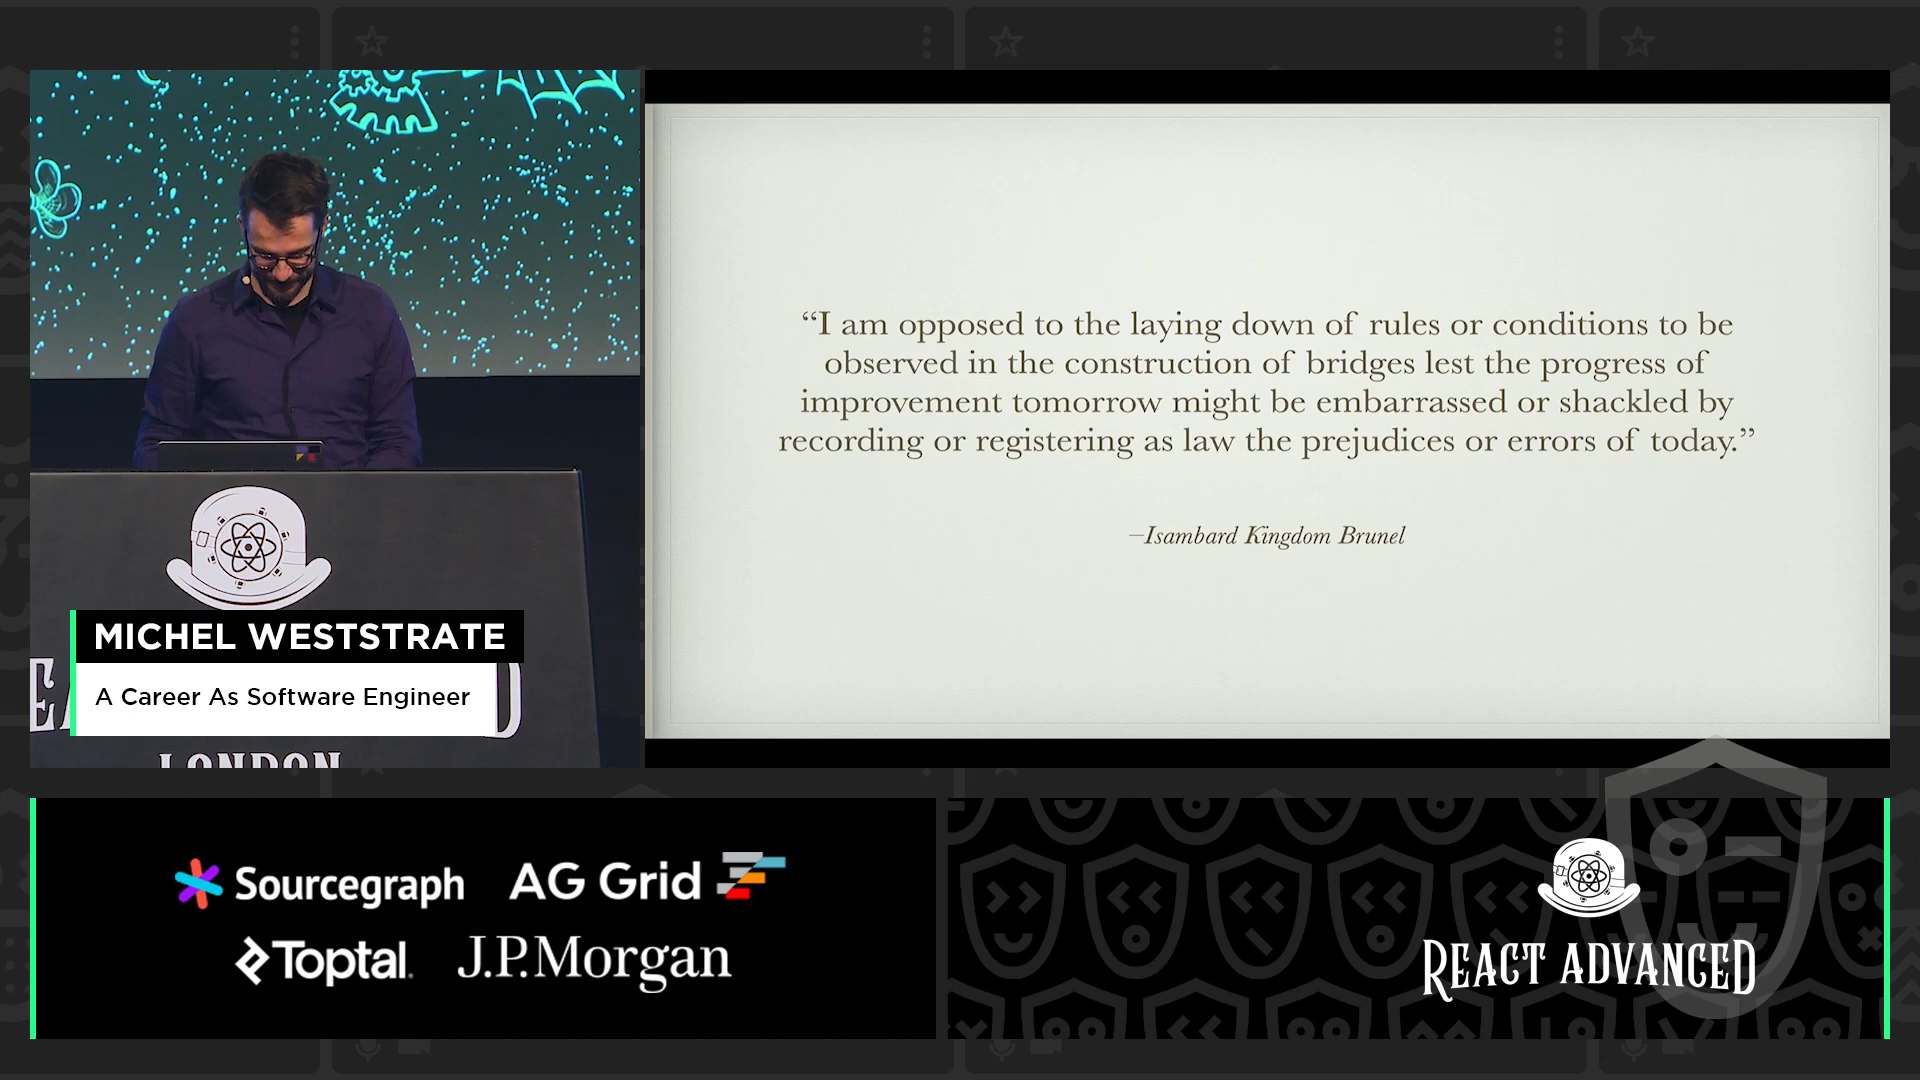 “I am opposed to the laying down of rules or conditions to be
observed in the construction of bridges lest the progress of
improvement tomorrow might be embarrassed or shackled by
recording or registering as law the prejudices or errors of today.”
–Isambard Kingdom Brunel
MICHEL WESTSTRATE
A Career As Software Engineer
LONDON
Sourcegraph
AG Grid
Toptal
J.P.Morgan
REACT ADVANCED